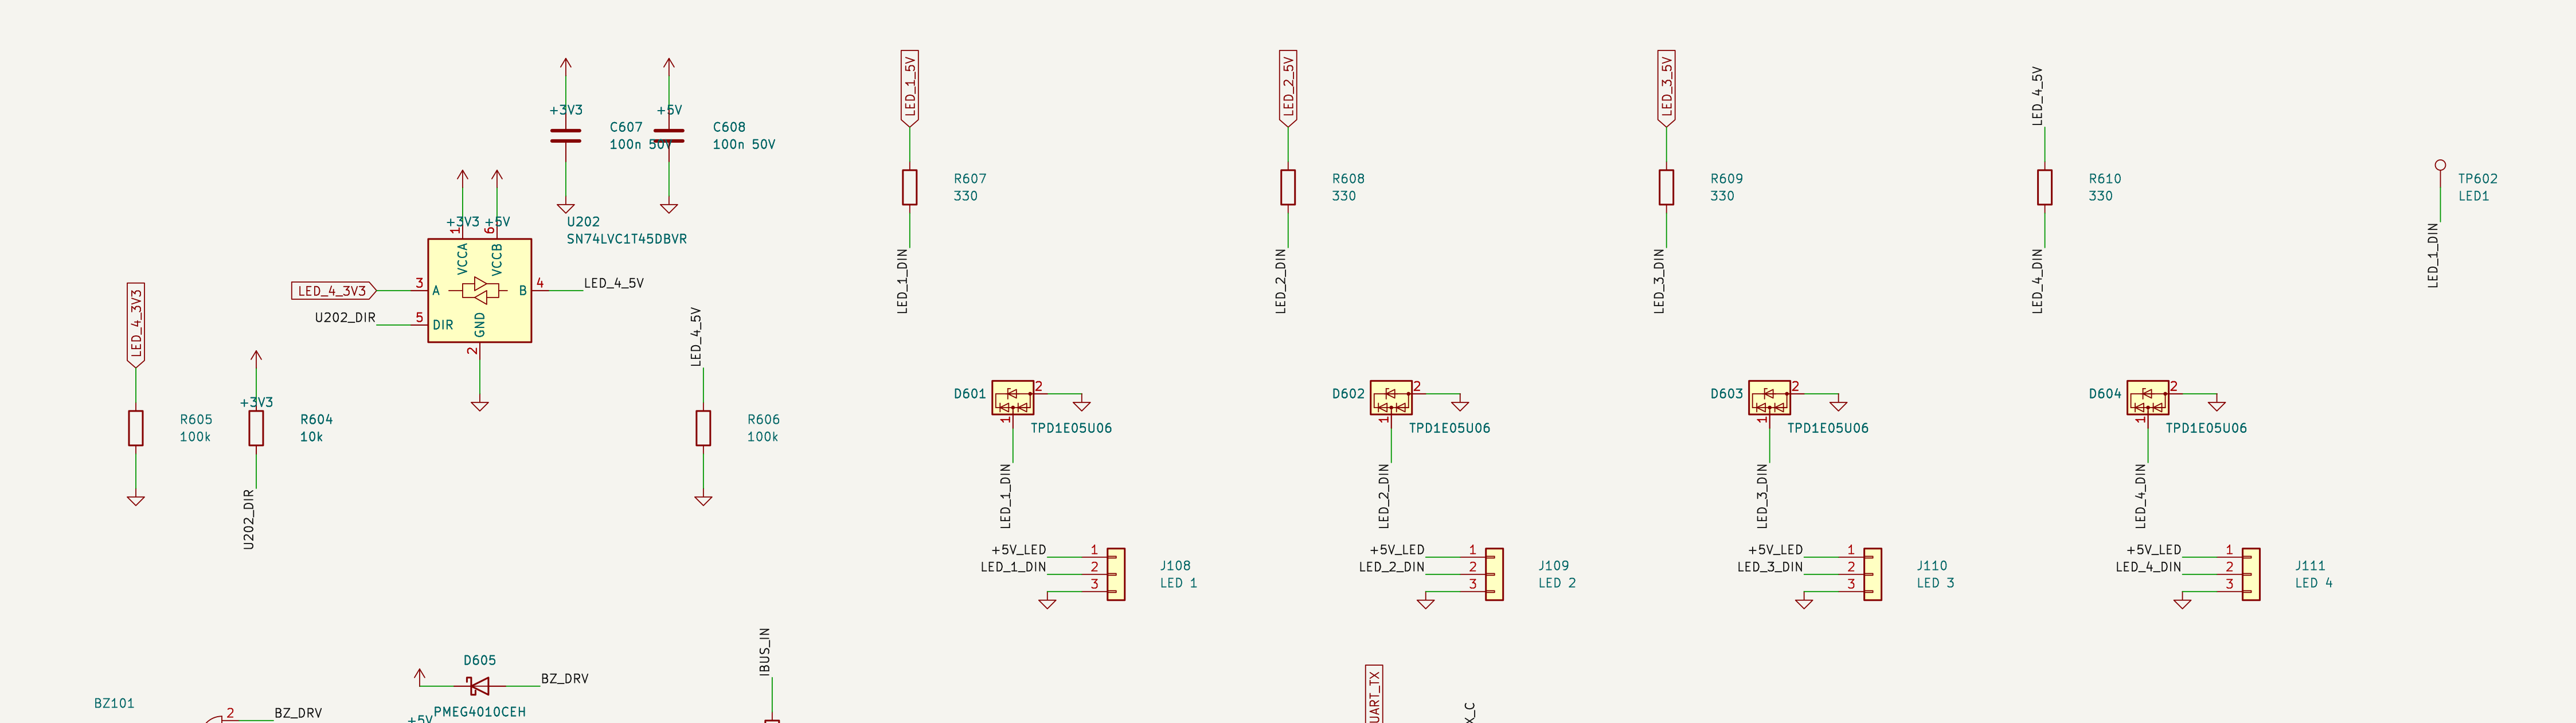 LED_1_5V
LED_2_5V
LED_3_5V
LED_4_5V
+3V3
+5V
C607
100n 50V
C608
100n 50V
R607
330
R608
330
R609
330
R610
330
TP602
LED1
LED_1_DIN
+3V3
+5V
U202
SN74LVC1T45DBVR
1
6
VCCA
VCCB
LED_4_3V3
3
A
B
4
LED_4_5V
U202_DIR
5
DIR
GND
2
LED_1_DIN
LED_2_DIN
LED_3_DIN
LED_4_DIN
LED_4_3V3
LED_4_5V
+3V3
R605
100k
R604
10k
U202_DIR
R606
100k
D601
2
1
TPD1E05U06
LED_1_DIN
D602
2
1
TPD1E05U06
LED_2_DIN
D603
2
1
TPD1E05U06
LED_3_DIN
D604
2
1
TPD1E05U06
LED_4_DIN
+5V_LED
1
LED_1_DIN
2
3
J108
LED 1
+5V_LED
1
LED_2_DIN
2
3
J109
LED 2
+5V_LED
1
LED_3_DIN
2
3
J110
LED 3
+5V_LED
1
LED_4_DIN
2
3
J111
LED 4
D605
BZ_DRV
PMEG4010CEH
+5V
IBUS_IN
BZ101
2
BZ_DRV
UART_TX
X_C